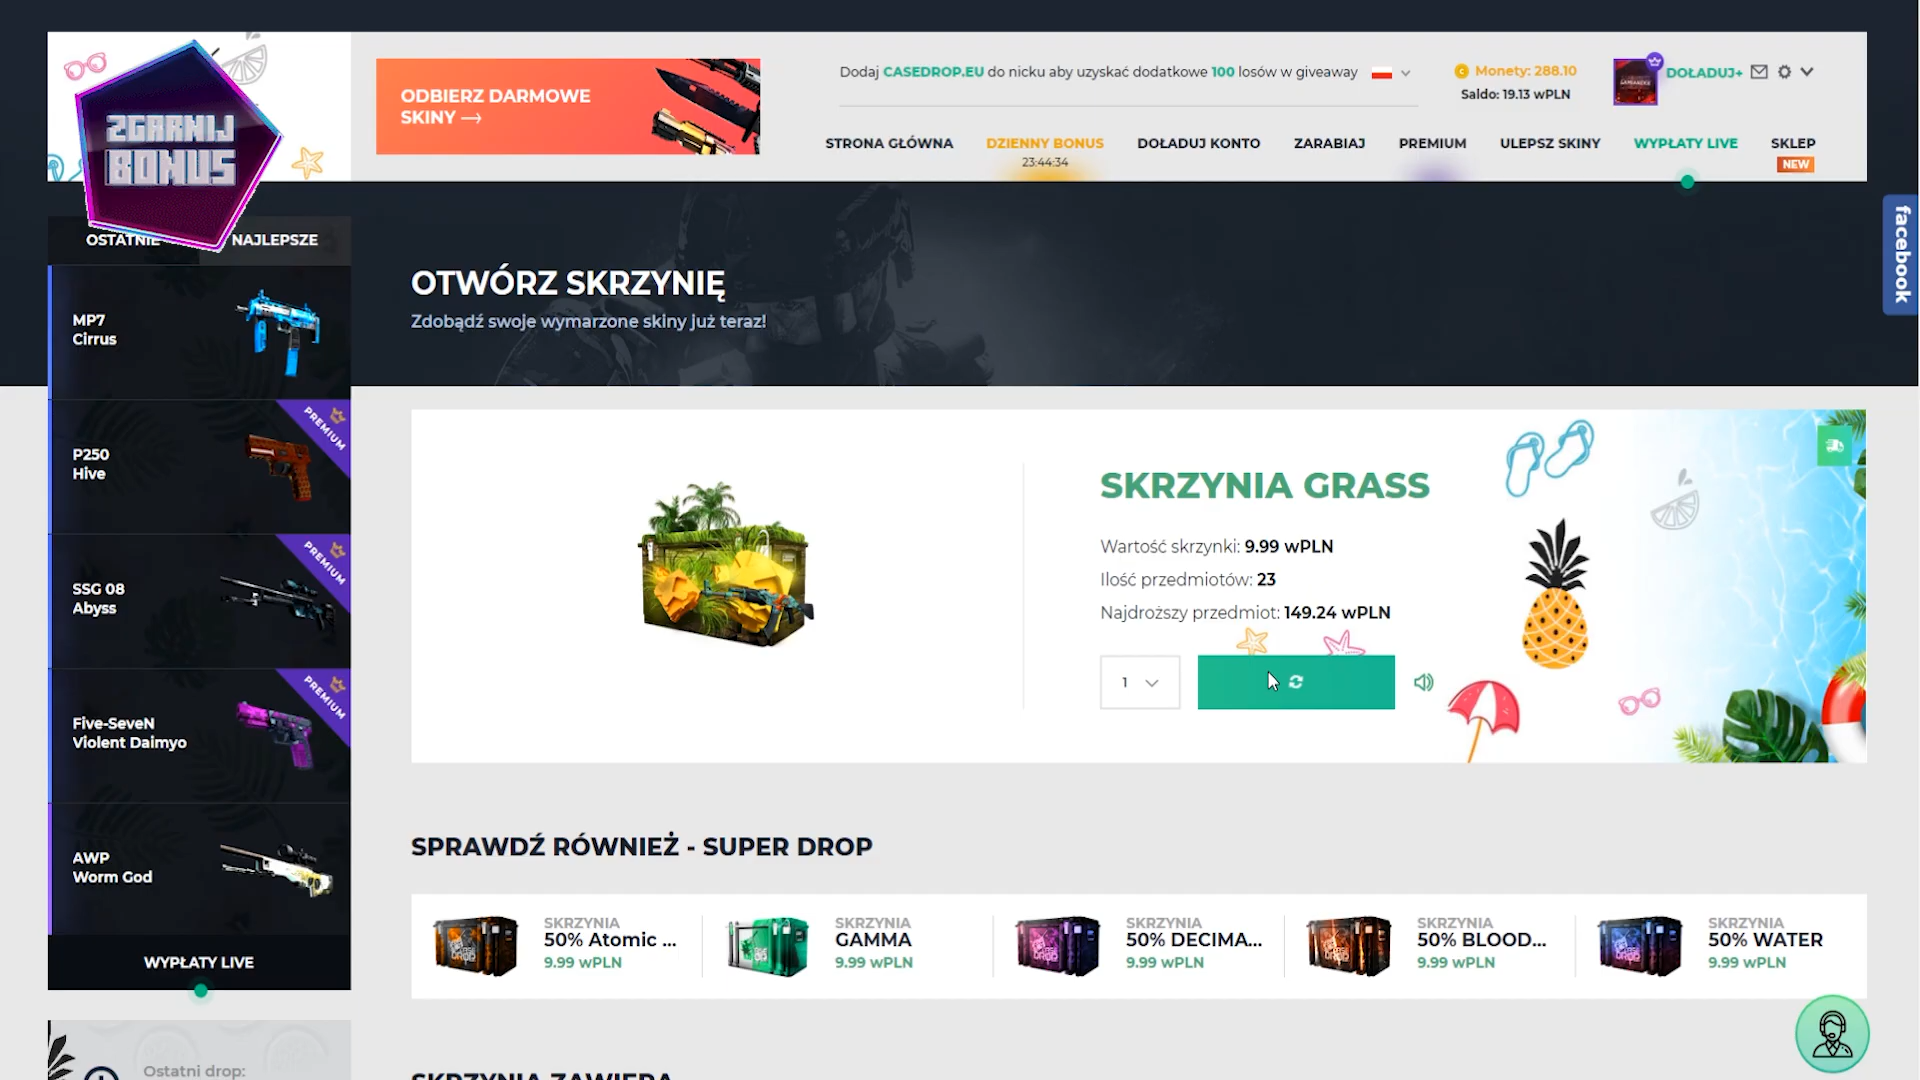 ZGARNIJ
BONUS
ODBIERZ DARMOWE
SKINY
Dodaj CASEDROP.EU do nicku aby uzyskać dodatkowe 100 losów w giveaway
Monety: 288.10
Saldo: 19.13 wPLN
DOŁADUJ+
STRONA GŁÓWNA
DZIENNY BONUS
23:44:34
DOŁADUJ KONTO
ZARABIAJ
PREMIUM
ULEPSZ SKINY
WYPŁATY LIVE
SKLEP
NEW
facebook
OSTATNIE
NAJLEPSZE
MP7
Cirrus
PREMIUM
P250
Hive
PREMIUM
SSG 08
Abyss
PREMIUM
Five-SeveN
Violent Daimyo
AWP
Worm God
WYPŁATY LIVE
Ostatni drop:
OTWÓRZ SKRZYNIĘ
Zdobądź swoje wymarzone skiny już teraz!
SKRZYNIA GRASS
Wartość skrzynki: 9.99 wPLN
Ilość przedmiotów: 23
Najdroższy przedmiot: 149.24 wPLN
1
SPRAWDŹ RÓWNIEŻ - SUPER DROP
SKRZYNIA
50% Atomic ...
9.99 wPLN
SKRZYNIA
GAMMA
9.99 wPLN
SKRZYNIA
50% DECIMA...
9.99 wPLN
SKRZYNIA
50% BLOOD...
9.99 wPLN
SKRZYNIA
50% WATER
9.99 wPLN
SKRZYNIA ZAWIERA